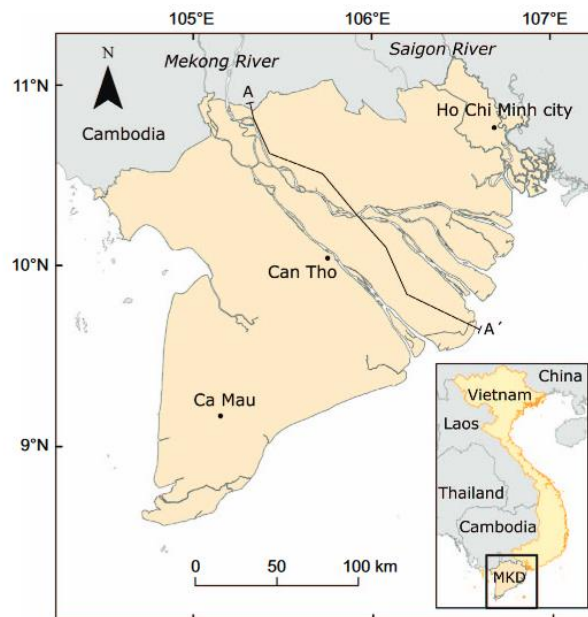 105°E 106°E 107°E
N
Mekong River
Saigon River
11°N
A
Ho Chi Minh city
Cambodia
10°N
Can Tho
A´
China
Vietnam
Ca Mau
Laos
9°N
Thailand
Cambodia
0 50 100 km
MKD